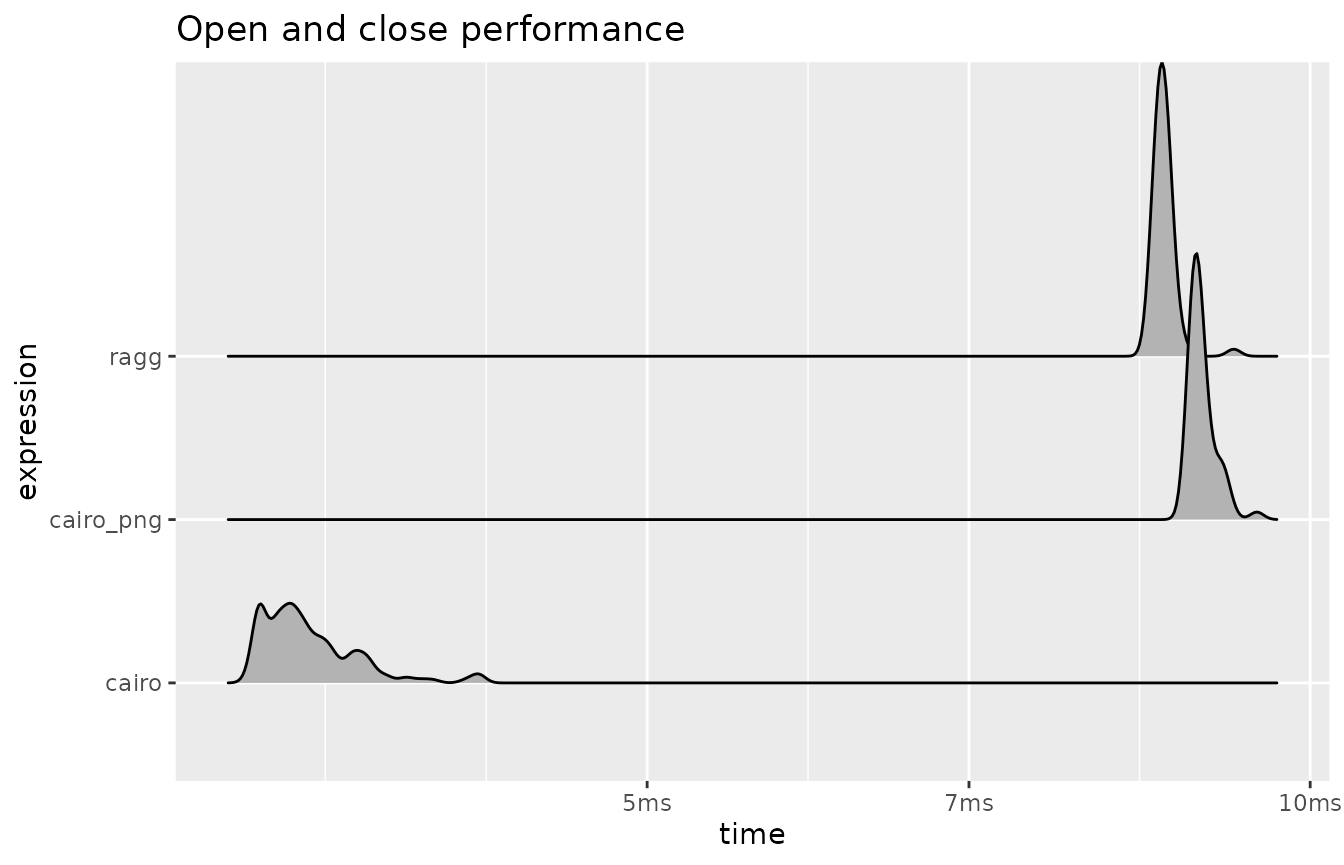 Open and close performance
expression
ragg
cairo_png
cairo
5ms
7ms
10ms
time